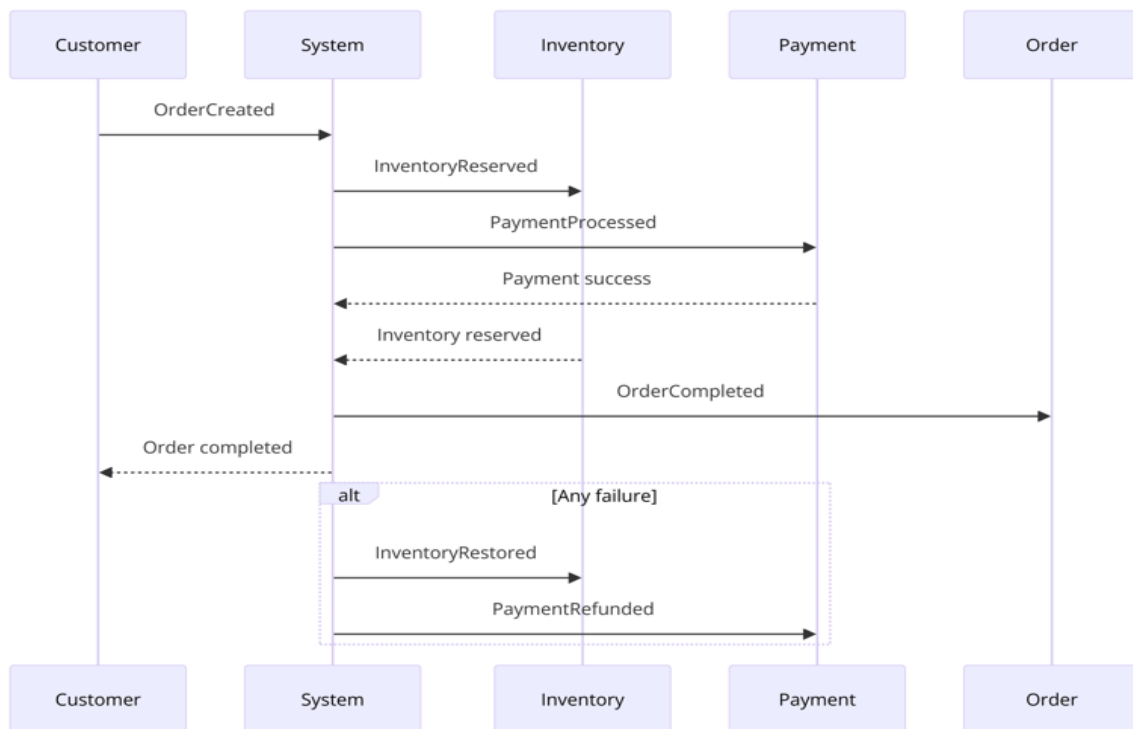 Customer System Inventory Payment Order
OrderCreated
InventoryReserved
PaymentProcessed
Payment success
Inventory reserved
OrderCompleted
Order completed
alt [Any failure]
InventoryRestored
PaymentRefunded
Customer System Inventory Payment Order